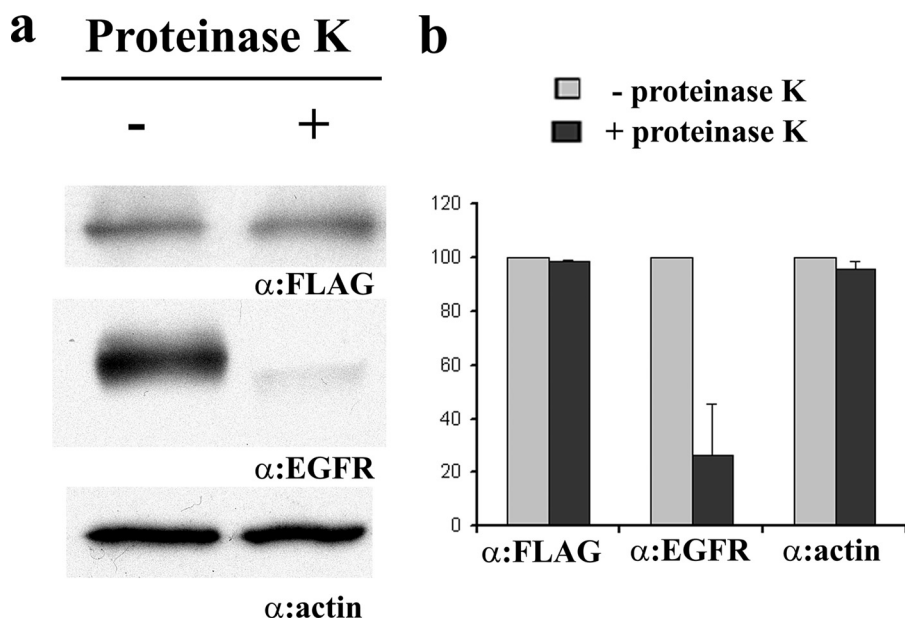 a
Proteinase K
- +
α:FLAG
α:EGFR
α:actin
b
- proteinase K
+ proteinase K
120
100
80
60
40
20
0
α:FLAG α:EGFR α:actin